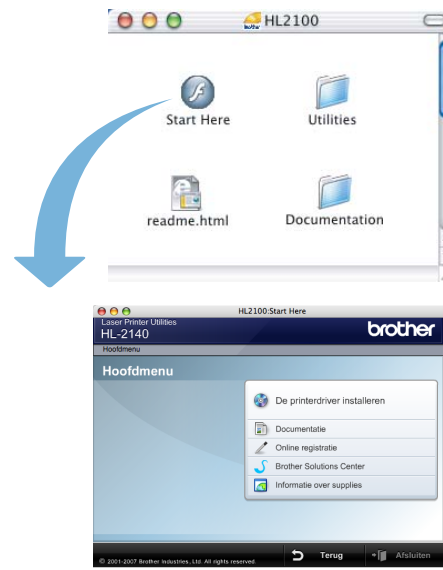 brother HL2100
Start Here
Utilities
readme.html
Documentation
HL2100:Start Here
Laser Printer Utilities
HL-2140
brother
Hoofdmenu
Hoofdmenu
De printerdriver installeren
Documentatie
Online registratie
Brother Solutions Center
Informatie over supplies
© 2001-2007 Brother Industries, Ltd. All rights reserved.
Terug
Afsluiten